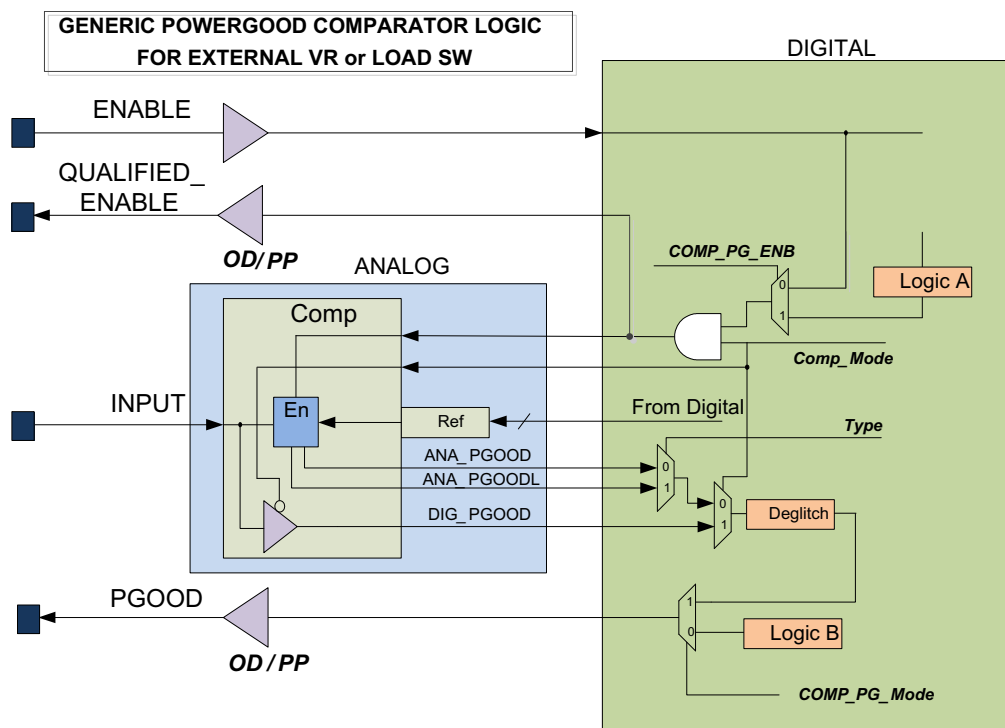 GENERIC POWERGOOD COMPARATOR LOGIC
FOR EXTERNAL VR or LOAD SW
DIGITAL
ENABLE
QUALIFIED_
ENABLE
OD/PP
ANALOG
COMP_PG_ENB
0
1
Logic A
Comp
Comp_Mode
INPUT
En
Ref
From Digital
Type
ANA_PGOOD
0
ANA_PGOODL
1
0
1
DIG_PGOOD
Deglitch
PGOOD
1
0
Logic B
OD/PP
COMP_PG_Mode